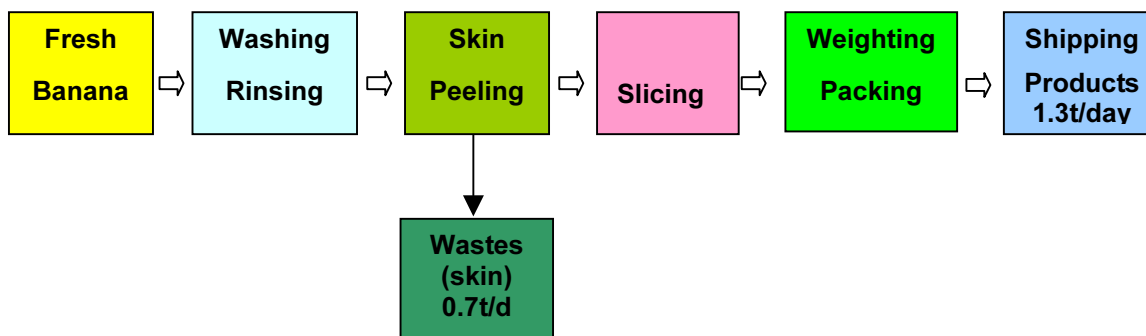 Fresh
Banana
Washing
Rinsing
Skin
Peeling
Slicing
Weighting
Packing
Shipping
Products
1.3t/day
Wastes
(skin)
0.7t/d